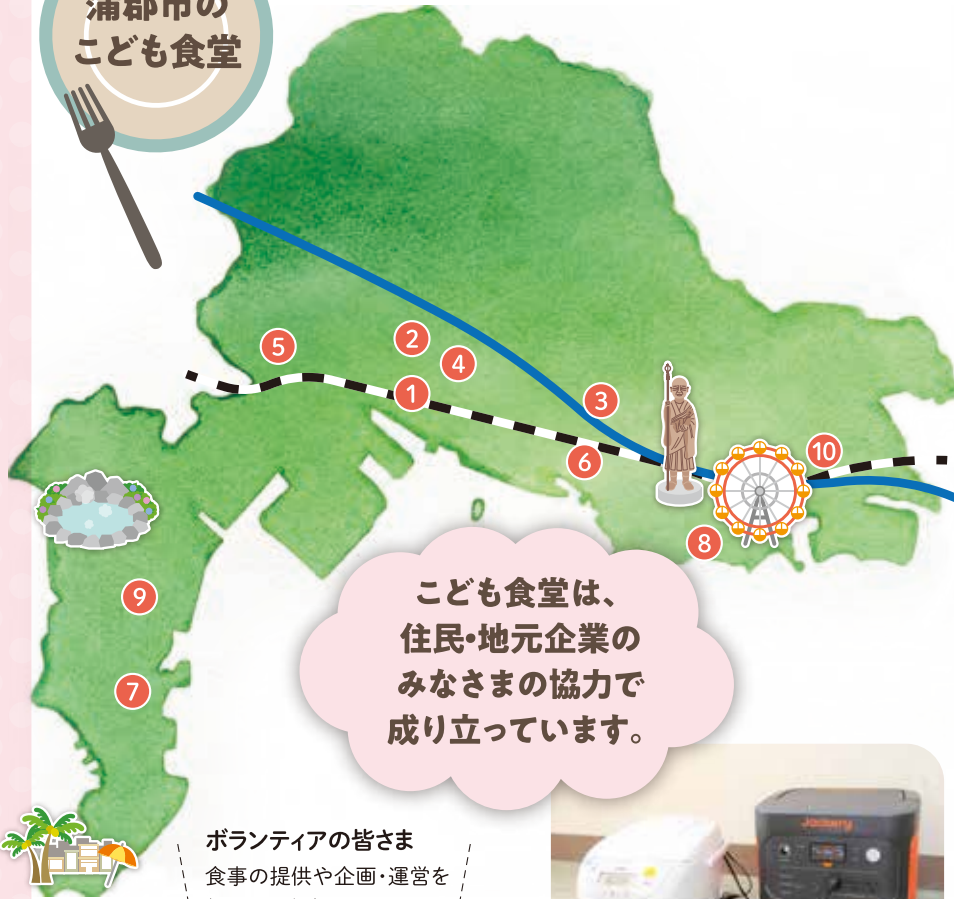 蒲郡市の
こども食堂
5
2
4
1
3
6
10
8
9
7
こども食堂は、
住民・地元企業の
みなさまの協力で
成り立っています。
ボランティアの皆さま
食事の提供や企画・運営を
Jackery